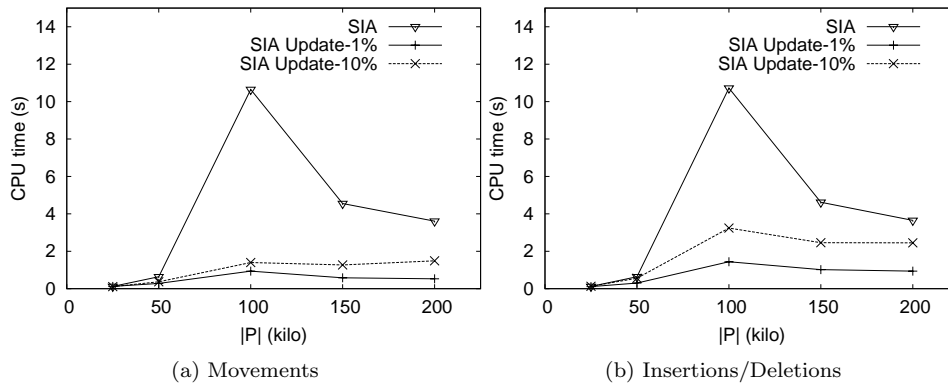 14
12
10
8
6
4
2
0
CPU time (s)
SIA
SIA Update-1%
SIA Update-10%
0 50 100 150 200
|P| (kilo)
(a) Movements
14
12
10
8
6
4
2
0
CPU time (s)
SIA
SIA Update-1%
SIA Update-10%
0 50 100 150 200
|P| (kilo)
(b) Insertions/Deletions